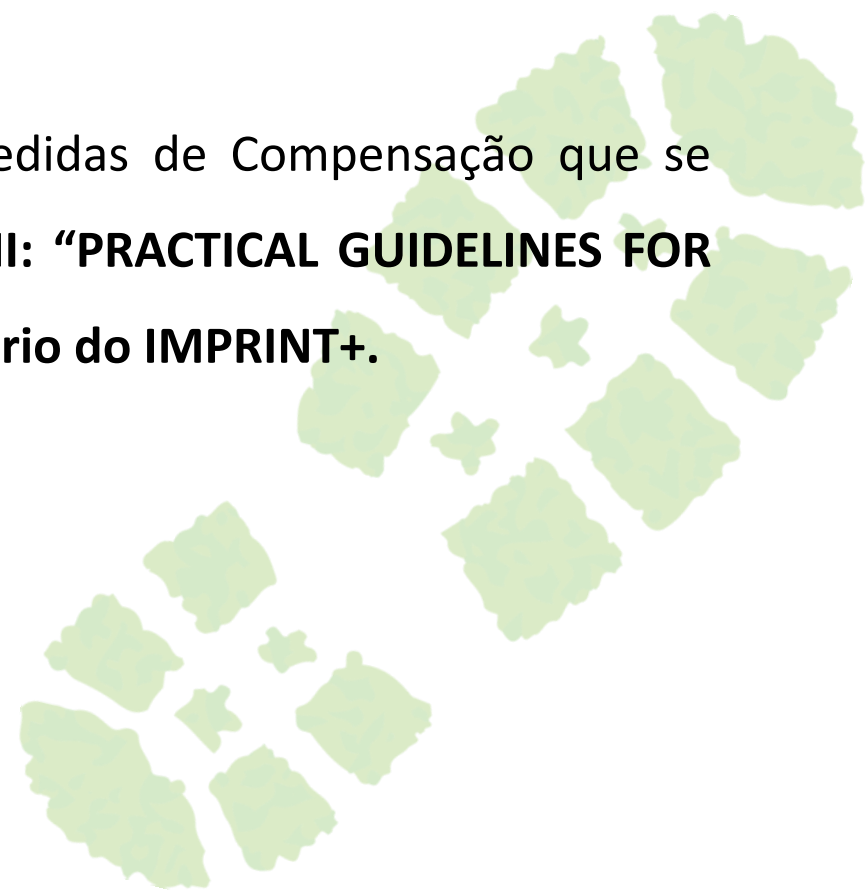 edidas de Compensação que se
II: “PRACTICAL GUIDELINES FOR
rio do IMPRINT+.